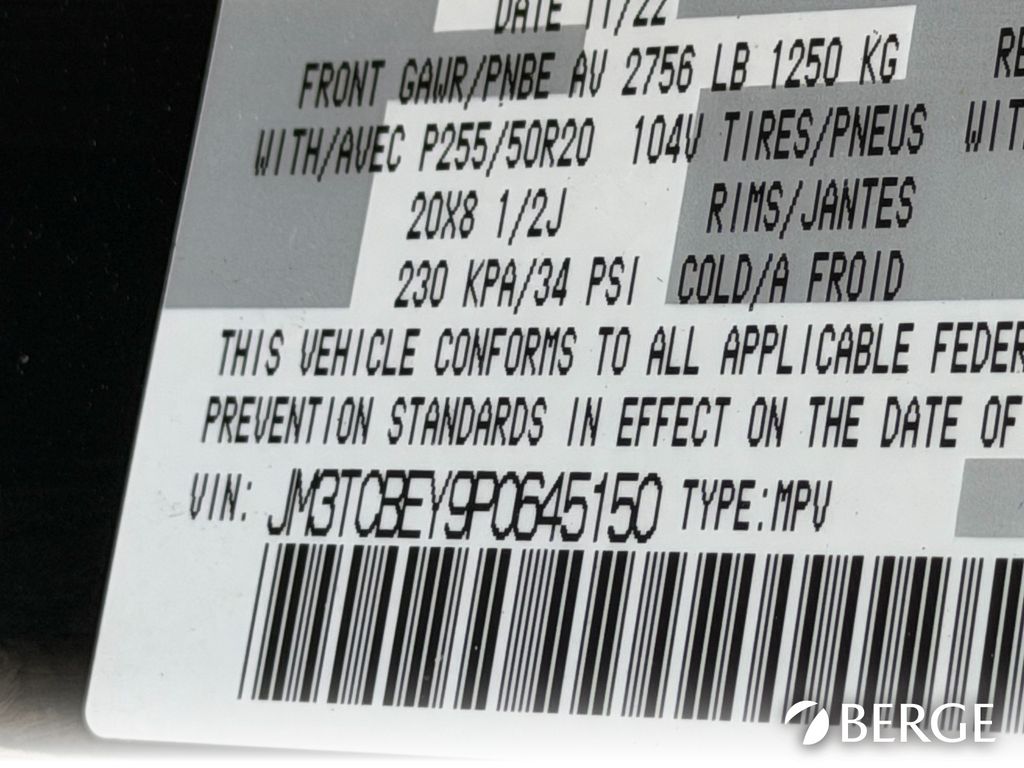 DATE 11/22
FRONT GAWR/PNBE AV 2756 LB 1250 KG
WITH/AVEC P255/50R20 104V TIRES/PNEUS WIT
20X8 1/2J RIMS/JANTES
230 KPA/34 PSI COLD/A FROID
THIS VEHICLE CONFORMS TO ALL APPLICABLE FEDER
PREVENTION STANDARDS IN EFFECT ON THE DATE OF
VIN: JM3TCBEY9P0645150 TYPE:MPV
BERGE